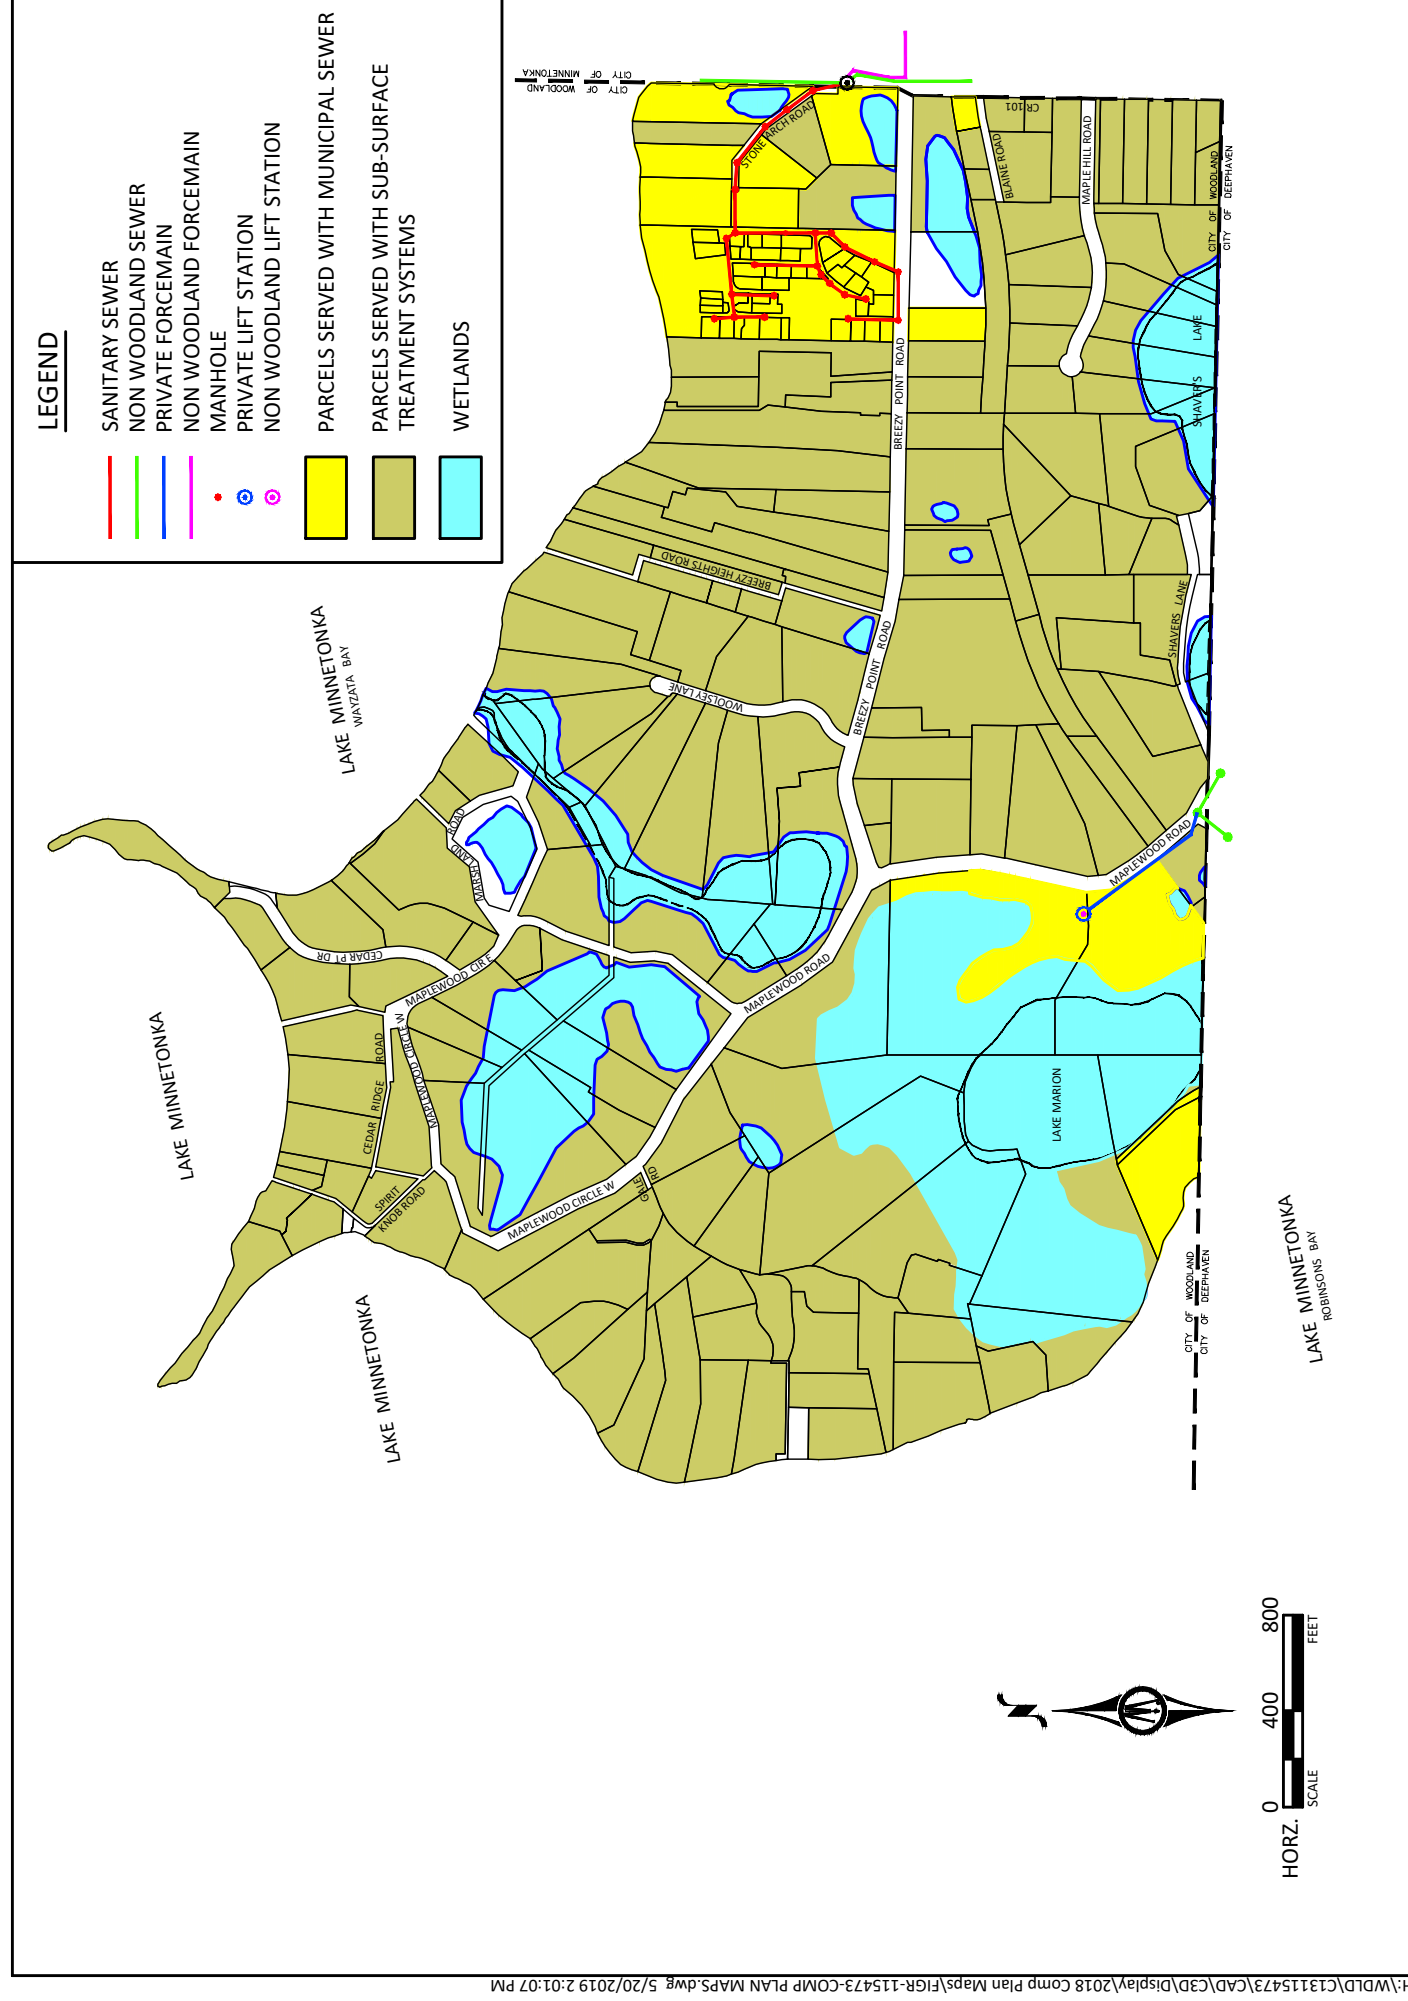 LEGEND
SANITARY SEWER
NON WOODLAND SEWER
PRIVATE FORCEMAIN
NON WOODLAND FORCEMAIN
MANHOLE
PRIVATE LIFT STATION
NON WOODLAND LIFT STATION
PARCELS SERVED WITH MUNICIPAL SEWER
PARCELS SERVED WITH SUB-SURFACE
TREATMENT SYSTEMS
WETLANDS
CITY OF MINNETONKA
CITY OF WOODLAND
STONE ARCH ROAD
CR 101
BLAINE ROAD
MAPLE HILL ROAD
CITY OF WOODLAND
CITY OF DEEPHAVEN
SHAVER'S LAKE
BREEZY POINT ROAD
BREEZY HEIGHTS ROAD
SHAVERS LANE
BREEZY POINT ROAD
WOOLSEY LANE
LAKE MINNETONKA
WAYZATA BAY
MARSHLAND ROAD
MAPLEWOOD ROAD
CEDAR PT DR
MAPLEWOOD CIR E
MAPLEWOOD ROAD
MAPLEWOOD CIRCLE W
CEDAR RIDGE ROAD
LAKE MARION
LAKE MINNETONKA
SPIRIT
KNOB ROAD
GALE
RD
MAPLEWOOD CIRCLE W
LAKE MINNETONKA
CITY OF WOODLAND
CITY OF DEEPHAVEN
LAKE MINNETONKA
ROBINSONS BAY
N
0 400 800
HORZ.
SCALE FEET
H:\WDLD\C13115473\CAD\C3D\Display\2018 Comp Plan Maps\FIGR-115473-COMP PLAN MAPS.dwg 5/20/2019 2:01:07 PM